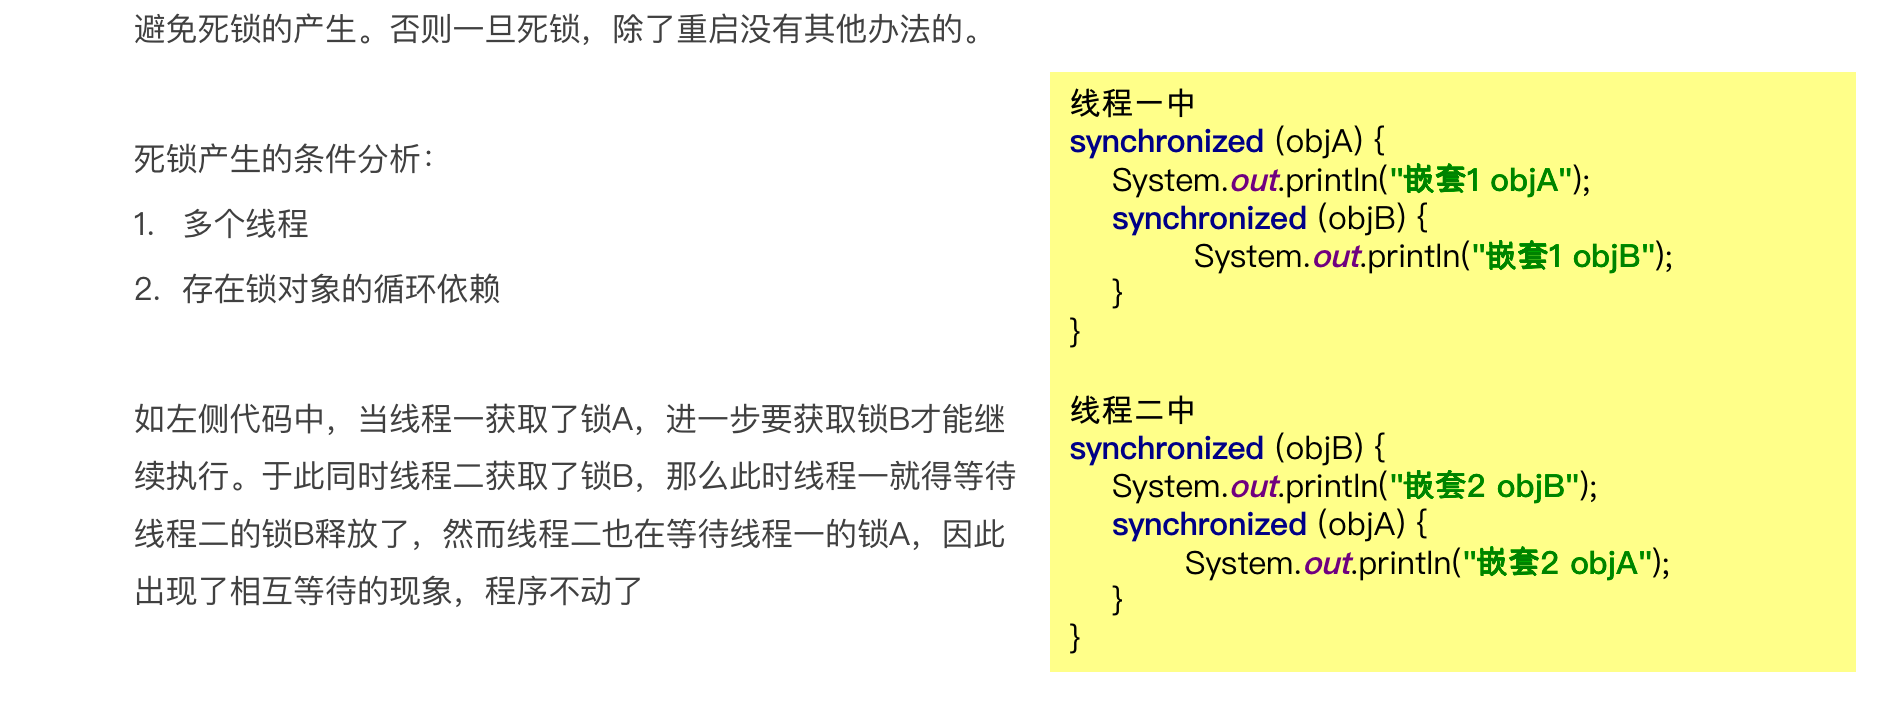 避免死锁的产生。否则一旦死锁，除了重启没有其他办法的。
死锁产生的条件分析：
1. 多个线程
2. 存在锁对象的循环依赖
如左侧代码中，当线程一获取了锁A，进一步要获取锁B才能继
续执行。于此同时线程二获取了锁B，那么此时线程一就得等待
线程二的锁B释放了，然而线程二也在等待线程一的锁A，因此
出现了相互等待的现象，程序不动了
线程一中
synchronized (objA) {
System.out.println("嵌套1 objA");
synchronized (objB) {
System.out.println("嵌套1 objB");
}
}
线程二中
synchronized (objB) {
System.out.println("嵌套2 objB");
synchronized (objA) {
System.out.println("嵌套2 objA");
}
}